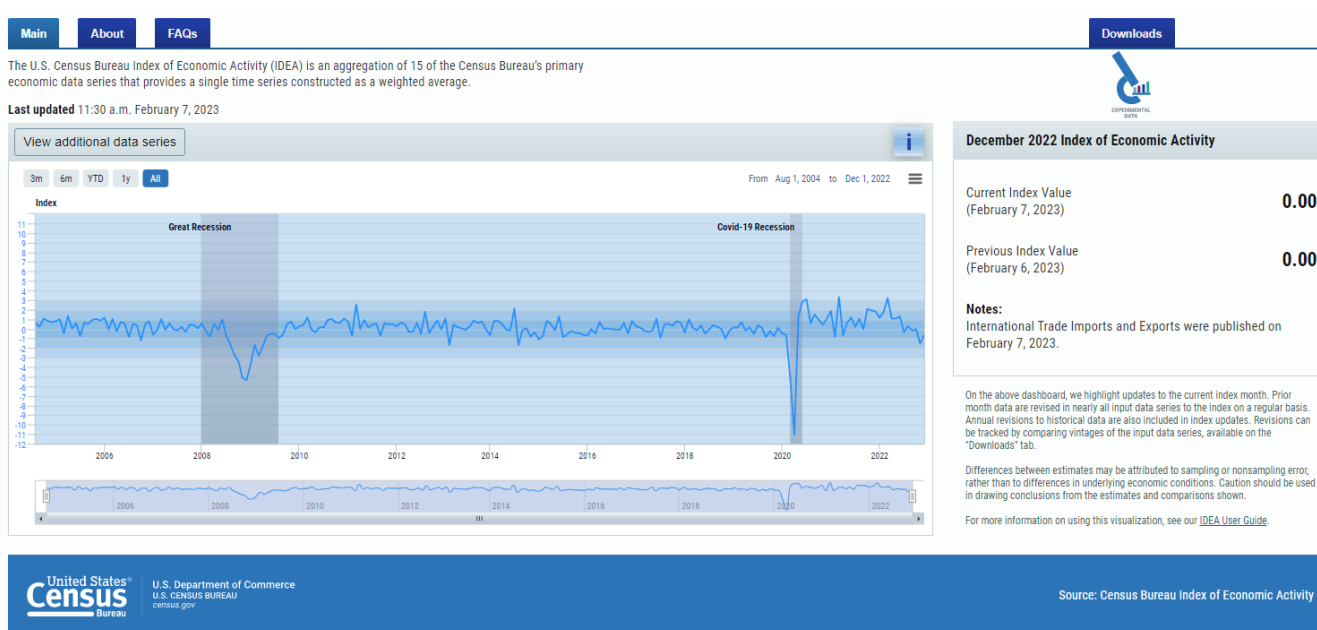 Main
About
FAQs
Downloads
The U.S. Census Bureau Index of Economic Activity (IDEA) is an aggregation of 15 of the Census Bureau's primary
economic data series that provides a single time series constructed as a weighted average.
EXPERIMENTAL
DATA
Last updated 11:30 a.m. February 7, 2023
View additional data series
i
3m 6m YTD 1y All
From Aug 1, 2004 to Dec 1, 2022
Index
Great Recession
Covid-19 Recession
11
10
9
8
7
6
5
4
3
2
1
0
-1
-2
-3
-4
-5
-6
-7
-8
-9
-10
-11
-12
2006 2008 2010 2012 2014 2016 2018 2020 2022
2006 2008 2010 2012 2014 2016 2018 2020 2022
December 2022 Index of Economic Activity
Current Index Value
(February 7, 2023)
0.00
Previous Index Value
(February 6, 2023)
0.00
Notes:
International Trade Imports and Exports were published on
February 7, 2023.
On the above dashboard, we highlight updates to the current index month. Prior
month data are revised in nearly all input data series to the index on a regular basis.
Annual revisions to historical data are also included in index updates. Revisions can
be tracked by comparing vintages of the input data series, available on the
"Downloads" tab.
Differences between estimates may be attributed to sampling or nonsampling error,
rather than to differences in underlying economic conditions. Caution should be used
in drawing conclusions from the estimates and comparisons shown.
For more information on using this visualization, see our IDEA User Guide.
United States®
Census
Bureau
U.S. Department of Commerce
U.S. CENSUS BUREAU
census.gov
Source: Census Bureau Index of Economic Activity